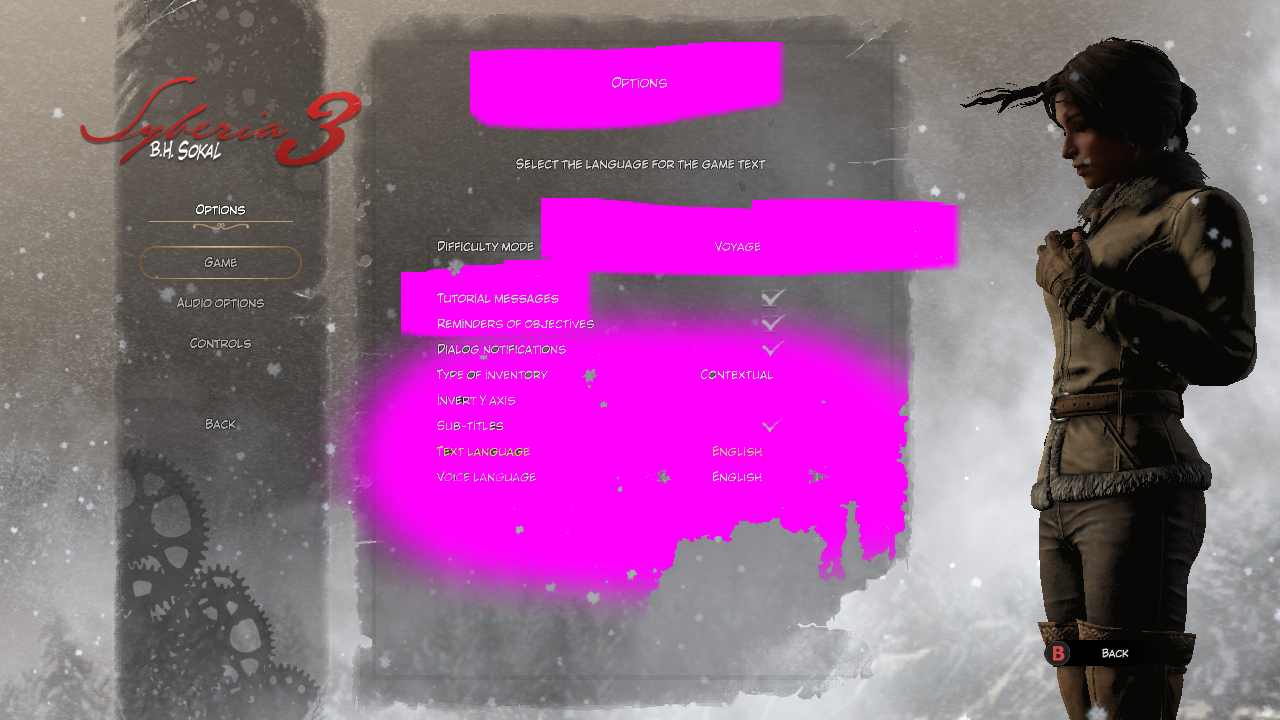 Syberia 3
B.H. SOKAL
OPTIONS
GAME
AUDIO OPTIONS
CONTROLS
BACK
OPTIONS
SELECT THE LANGUAGE FOR THE GAME TEXT
DIFFICULTY MODE VOYAGE
TUTORIAL MESSAGES
REMINDERS OF OBJECTIVES
DIALOG NOTIFICATIONS
TYPE OF INVENTORY CONTEXTUAL
INVERT Y AXIS
SUB-TITLES
TEXT LANGUAGE ENGLISH
VOICE LANGUAGE ENGLISH
B BACK